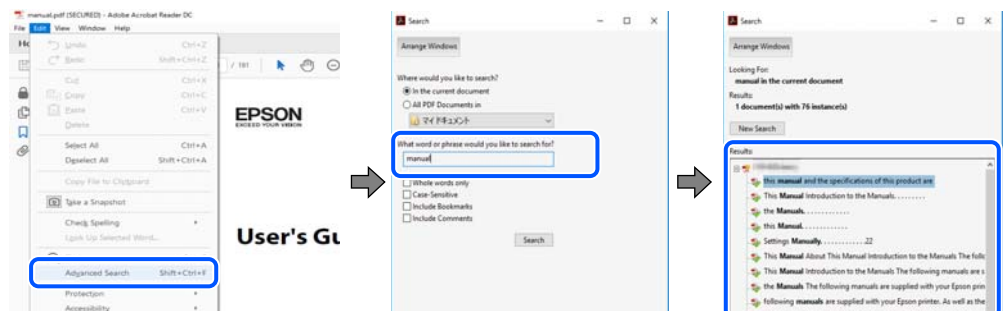 manual.pdf (SECURED) - Adobe Acrobat Reader DC
File Edit View Window Help
Undo Ctrl+Z
Redo Shift+Ctrl+Z
Cut Ctrl+X
Copy Ctrl+C
Paste Ctrl+V
Delete
Select All Ctrl+A
Deselect All Shift+Ctrl+A
Copy File to Clipboard
Take a Snapshot
Check Spelling
Look Up Selected Word...
Advanced Search Shift+Ctrl+F
Protection
Accessibility
/ 181
EPSON
EXCEED YOUR VISION
User's Gu
Search
Arrange Windows
Where would you like to search?
In the current document
All PDF Documents in
マイ ドキュメント
What word or phrase would you like to search for?
manual
Whole words only
Case-Sensitive
Include Bookmarks
Include Comments
Search
Search
Arrange Windows
Looking For:
manual in the current document
Results:
1 document(s) with 76 instance(s)
New Search
Results:
this manual and the specifications of this product are
This Manual Introduction to the Manuals.........
the Manuals.............
this Manual.............
Settings Manually.............22
This Manual About This Manual Introduction to the Manuals The follo
This Manual Introduction to the Manuals The following manuals are s
the Manuals The following manuals are supplied with your Epson prin
following manuals are supplied with your Epson printer. As well as the